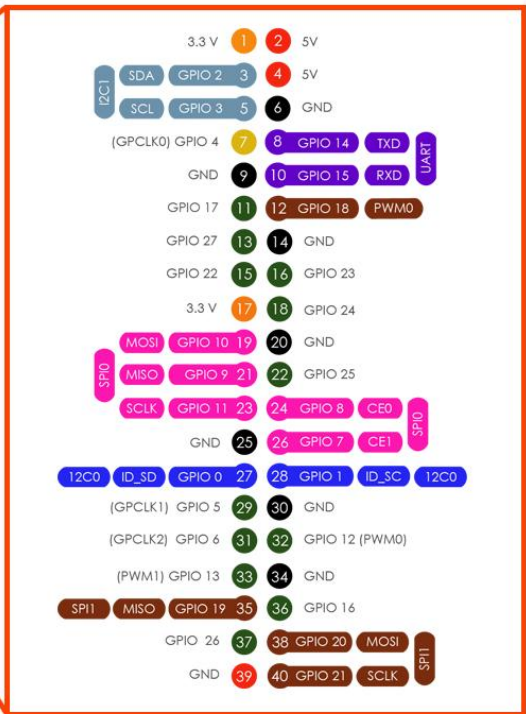 3.3 V 1 2 5V
I2C1 SDA GPIO 2 3 4 5V
SCL GPIO 3 5 6 GND
(GPCLK0) GPIO 4 7 8 GPIO 14 TXD UART
GND 9 10 GPIO 15 RXD
GPIO 17 11 12 GPIO 18 PWM0
GPIO 27 13 14 GND
GPIO 22 15 16 GPIO 23
3.3 V 17 18 GPIO 24
MOSI GPIO 10 19 20 GND
SPI0 MISO GPIO 9 21 22 GPIO 25
SCLK GPIO 11 23 24 GPIO 8 CE0 SPI0
GND 25 26 GPIO 7 CE1
12C0 ID_SD GPIO 0 27 28 GPIO 1 ID_SC 12C0
(GPCLK1) GPIO 5 29 30 GND
(GPCLK2) GPIO 6 31 32 GPIO 12 (PWM0)
(PWM1) GPIO 13 33 34 GND
SPI1 MISO GPIO 19 35 36 GPIO 16
GPIO 26 37 38 GPIO 20 MOSI SPI1
GND 39 40 GPIO 21 SCLK